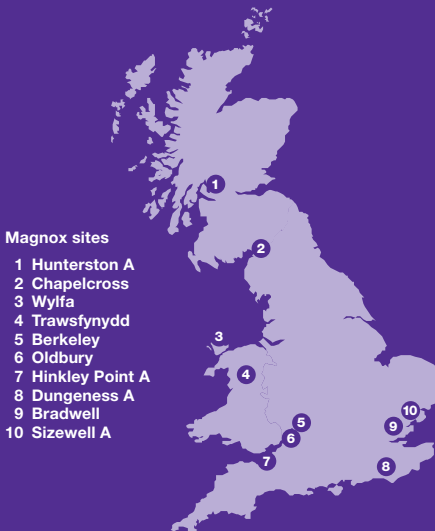 Magnox sites
1 Hunterston A
2 Chapelcross
3 Wylfa
4 Trawsfynydd
5 Berkeley
6 Oldbury
7 Hinkley Point A
8 Dungeness A
9 Bradwell
10 Sizewell A
1
2
3
4
5
6
7
8
9
10